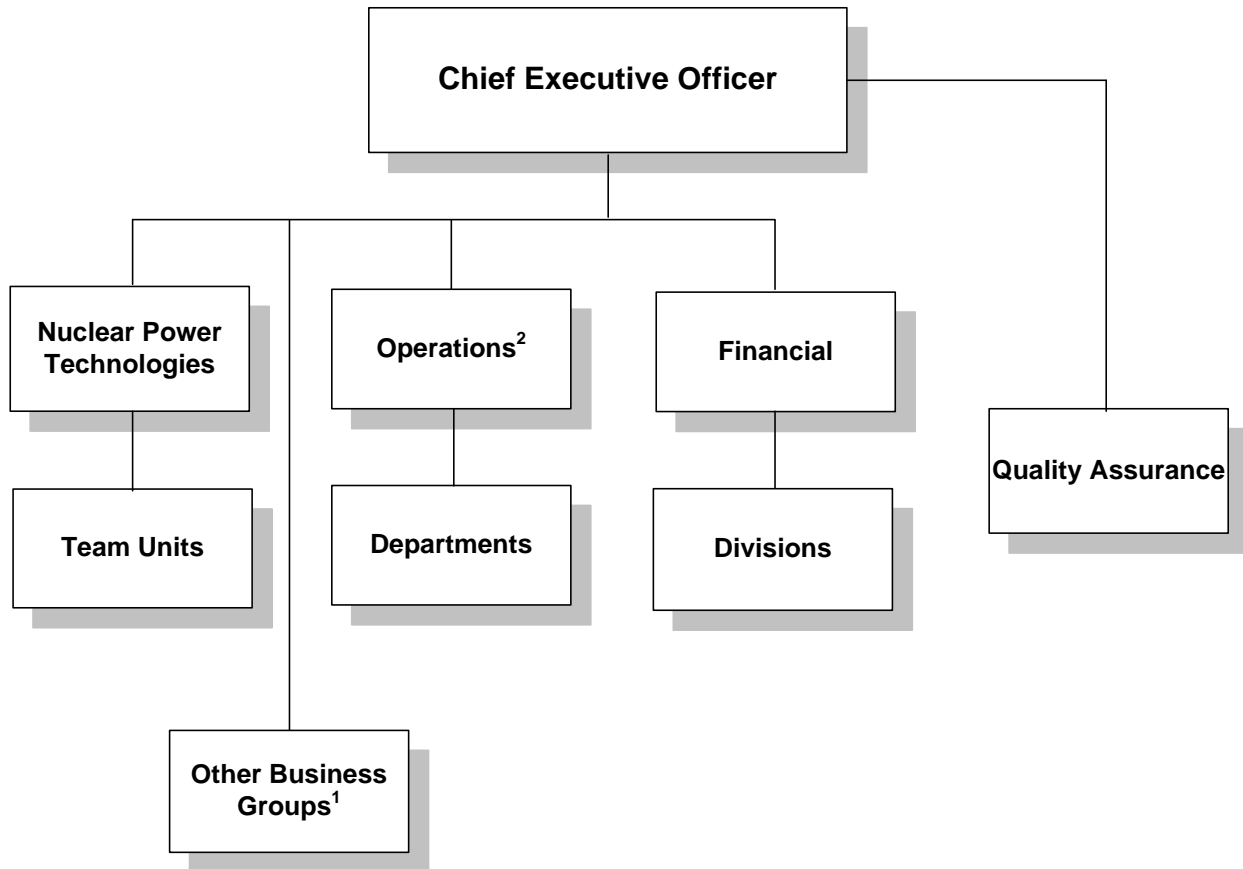 Chief Executive Officer
Nuclear Power
Technologies
Operations²
Financial
Quality Assurance
Team Units
Departments
Divisions
Other Business
Groups¹